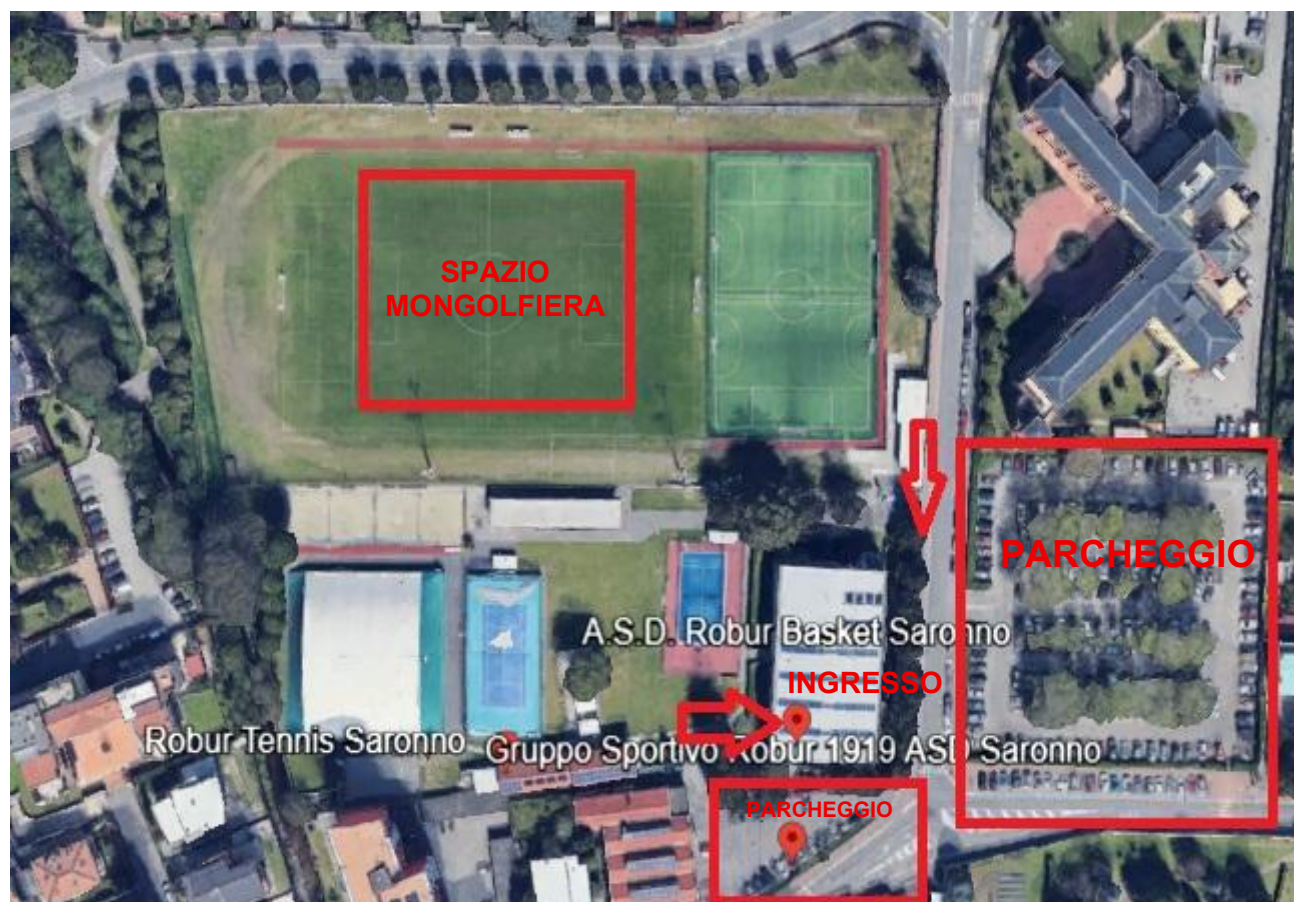 SPAZIO
MONGOLFIERA
PARCHEGGIO
A.S.D. Robur Basket Saronno
INGRESSO
Robur Tennis Saronno
Gruppo Sportivo Robur 1919 ASD Saronno
PARCHEGGIO